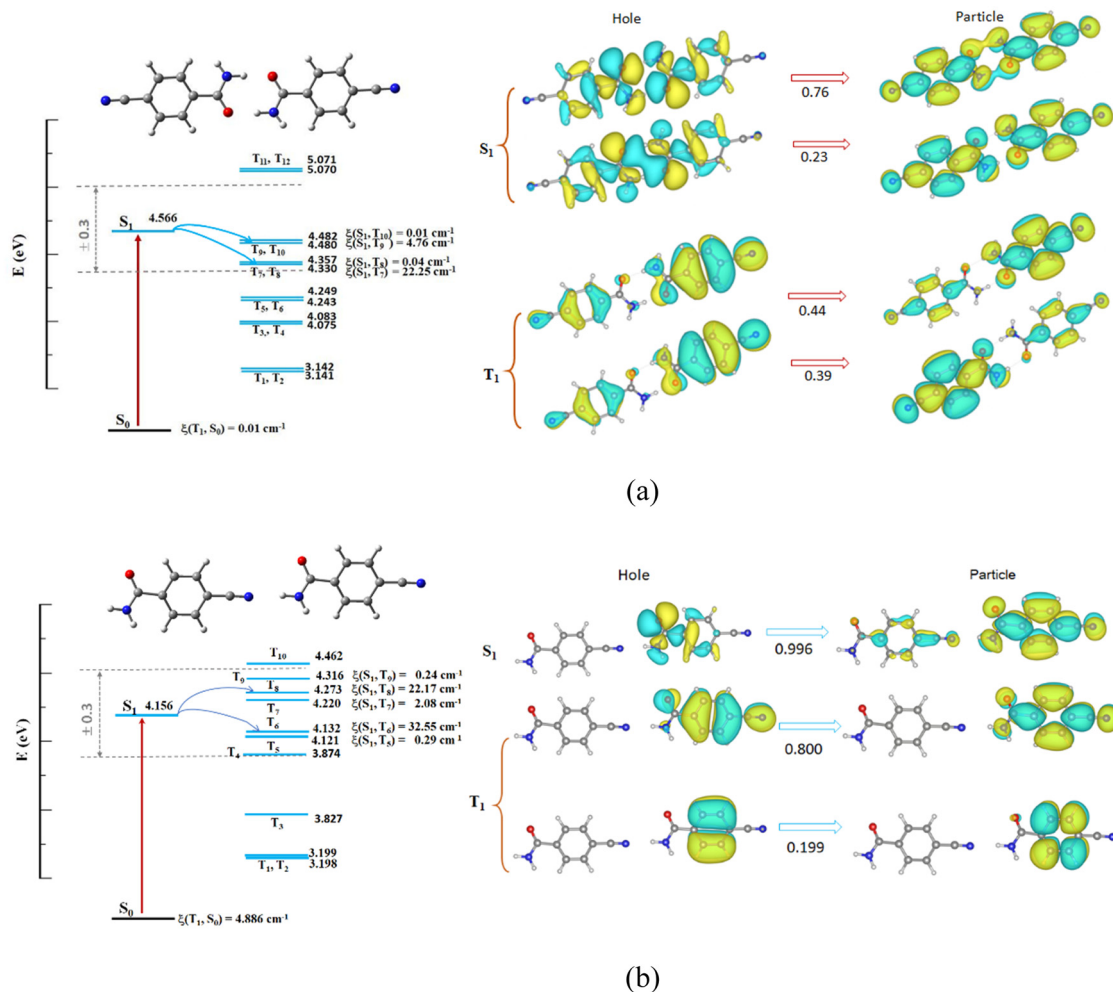 Hole
Particle
T11, T12
5.071
5.070
S1
4.566
± 0.3
E (eV)
4.482
4.480
T9, T10
ξ(S1, T10) = 0.01 cm-1
ξ(S1, T9 ) = 4.76 cm-1
4.357
4.330
T7, T8
ξ(S1, T8) = 0.04 cm-1
ξ(S1, T7) = 22.25 cm-1
4.249
4.243
T5, T6
4.083
4.075
T3,, T4
3.142
3.141
T1, T2
S0
ξ(T1, S0) = 0.01 cm-1
S1
0.76
0.23
T1
0.44
0.39
(a)
Hole
Particle
T10
4.462
T9
4.316
ξ(S1, T9) = 0.24 cm-1
T8
4.273
ξ(S1, T8) = 22.17 cm-1
T7
4.220
ξ(S1, T7) = 2.08 cm-1
S1
4.156
± 0.3
E (eV)
T6
4.132
ξ(S1, T6) = 32.55 cm-1
T5
4.121
ξ(S1, T5) = 0.29 cm-1
T4
3.874
T3
3.827
3.199
3.198
T1, T2
S0
ξ(T1, S0) = 4.886 cm-1
S1
0.996
T1
0.800
0.199
(b)